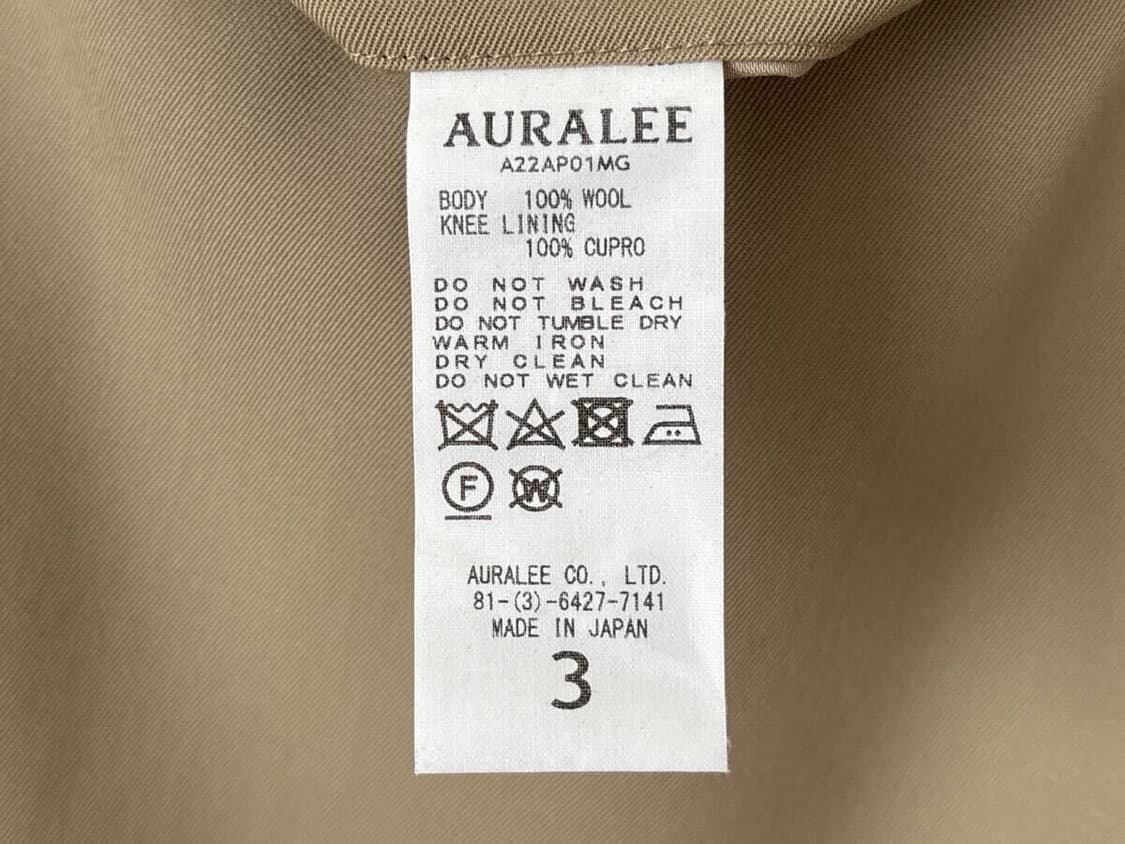 AURALEE
A22AP01MG
BODY 100% WOOL
KNEE LINING
100% CUPRO
DO NOT WASH
DO NOT BLEACH
DO NOT TUMBLE DRY
WARM IRON
DRY CLEAN
DO NOT WET CLEAN
F W
AURALEE CO., LTD.
81-(3)-6427-7141
MADE IN JAPAN
3